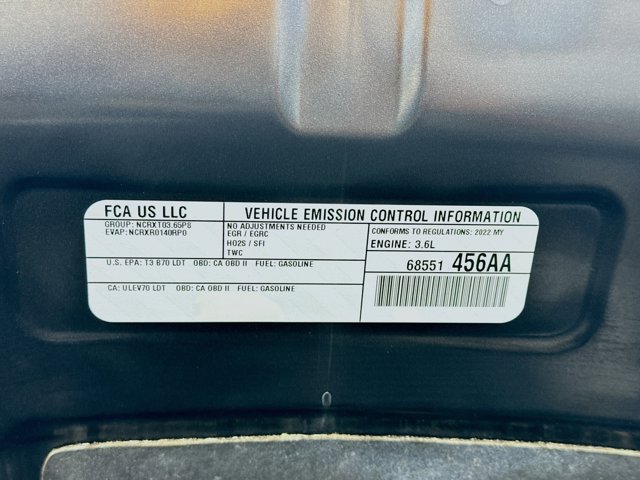 FCA US LLC
GROUP: NCRXT03.65P8
EVAP: NCRXR0140RP0
VEHICLE EMISSION CONTROL INFORMATION
NO ADJUSTMENTS NEEDED
EGR / EGRC
HO2S / SFI
TWC
CONFORMS TO REGULATIONS: 2022 MY
ENGINE: 3.6L
U.S. EPA: T3 B70 LDT OBD: CA OBD II FUEL: GASOLINE
68551 456AA
CA: ULEV70 LDT OBD: CA OBD II FUEL: GASOLINE